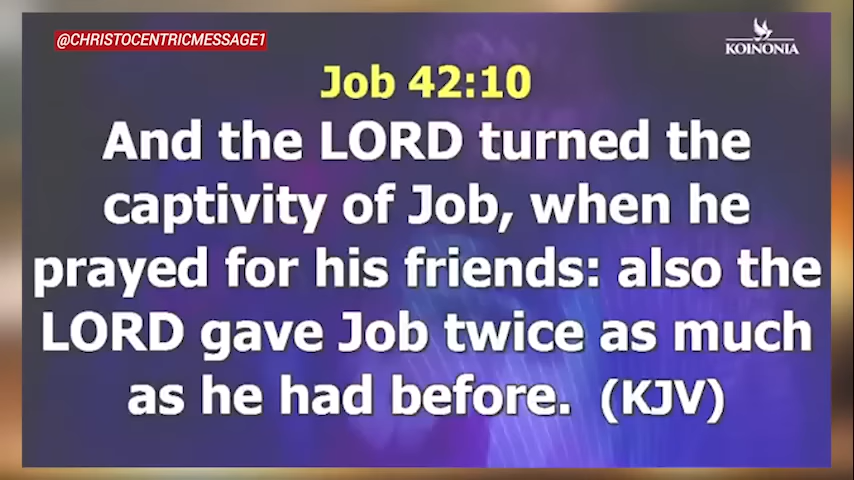 @CHRISTOCENTRICMESSAGE1
KOINONIA
Job 42:10
And the LORD turned the
captivity of Job, when he
prayed for his friends: also the
LORD gave Job twice as much
as he had before. (KJV)